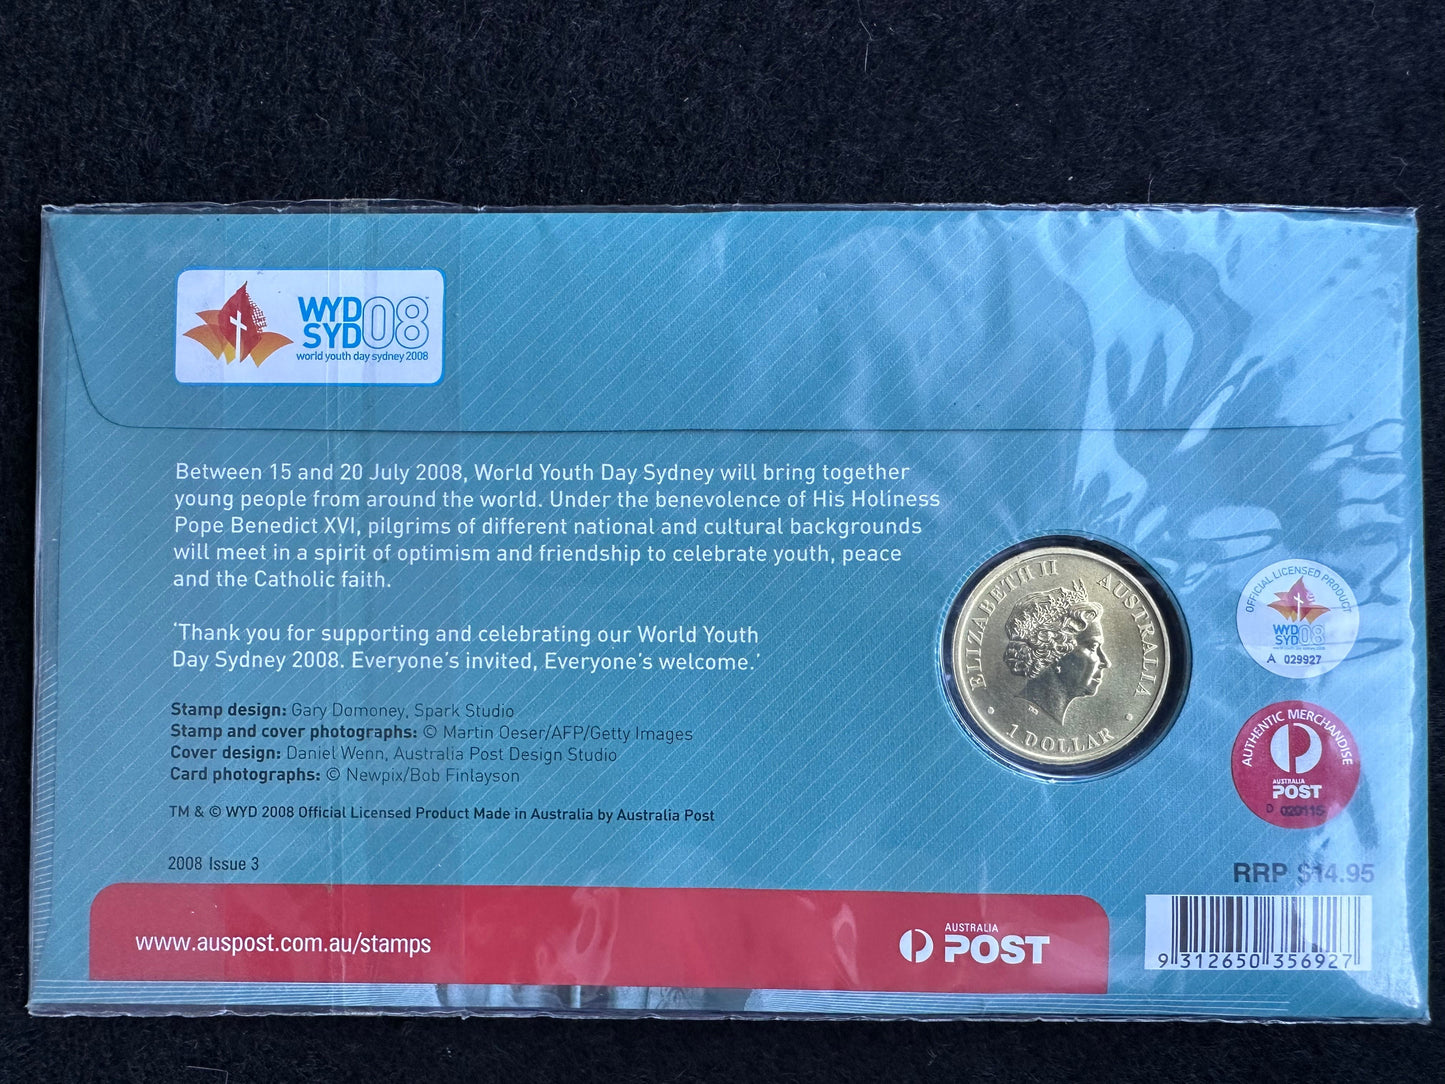 WYD
SYD08™
world youth day sydney 2008
Between 15 and 20 July 2008, World Youth Day Sydney will bring together
young people from around the world. Under the benevolence of His Holiness
Pope Benedict XVI, pilgrims of different national and cultural backgrounds
will meet in a spirit of optimism and friendship to celebrate youth, peace
and the Catholic faith.
‘Thank you for supporting and celebrating our World Youth
Day Sydney 2008. Everyone’s invited, Everyone’s welcome.’
Stamp design: Gary Domoney, Spark Studio
Stamp and cover photographs: © Martin Oeser/AFP/Getty Images
Cover design: Daniel Wenn, Australia Post Design Studio
Card photographs: © Newpix/Bob Finlayson
TM & © WYD 2008 Official Licensed Product Made in Australia by Australia Post
2008 Issue 3
www.auspost.com.au/stamps
AUSTRALIA
POST
ELIZABETH II AUSTRALIA
1 DOLLAR
OFFICIAL LICENSED PRODUCT
WYD
SYD08
world youth day sydney 2008
A 029927
AUTHENTIC MERCHANDISE
AUSTRALIA
POST
D 029115
RRP $14.95
9 312650 356927